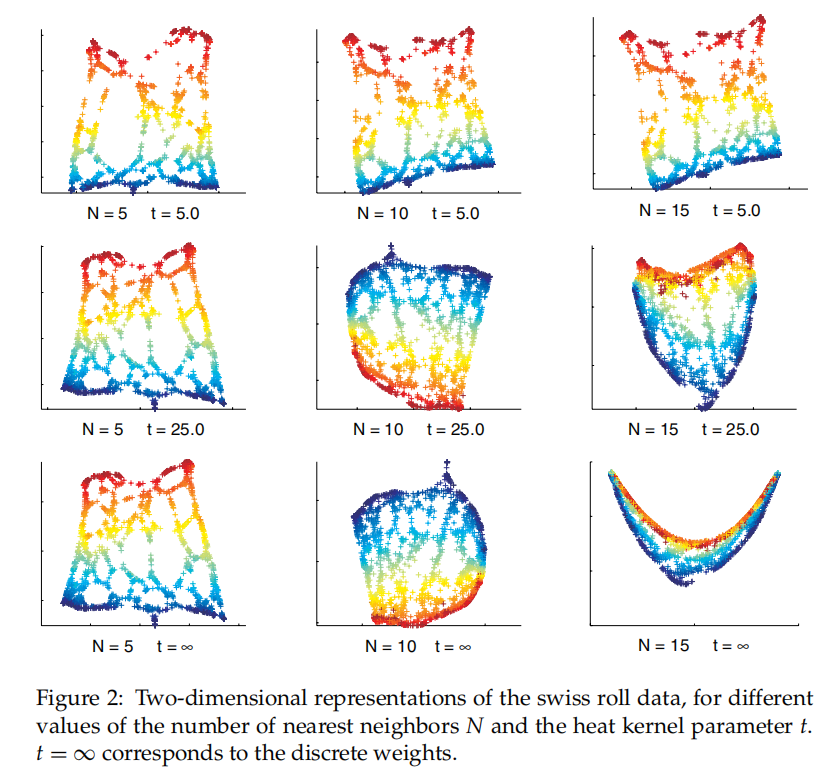 N = 5 t = 5.0
N = 10 t = 5.0
N = 15 t = 5.0
N = 5 t = 25.0
N = 10 t = 25.0
N = 15 t = 25.0
N = 5 t = ∞
N = 10 t = ∞
N = 15 t = ∞
Figure 2: Two-dimensional representations of the swiss roll data, for different
values of the number of nearest neighbors N and the heat kernel parameter t.
t = ∞ corresponds to the discrete weights.